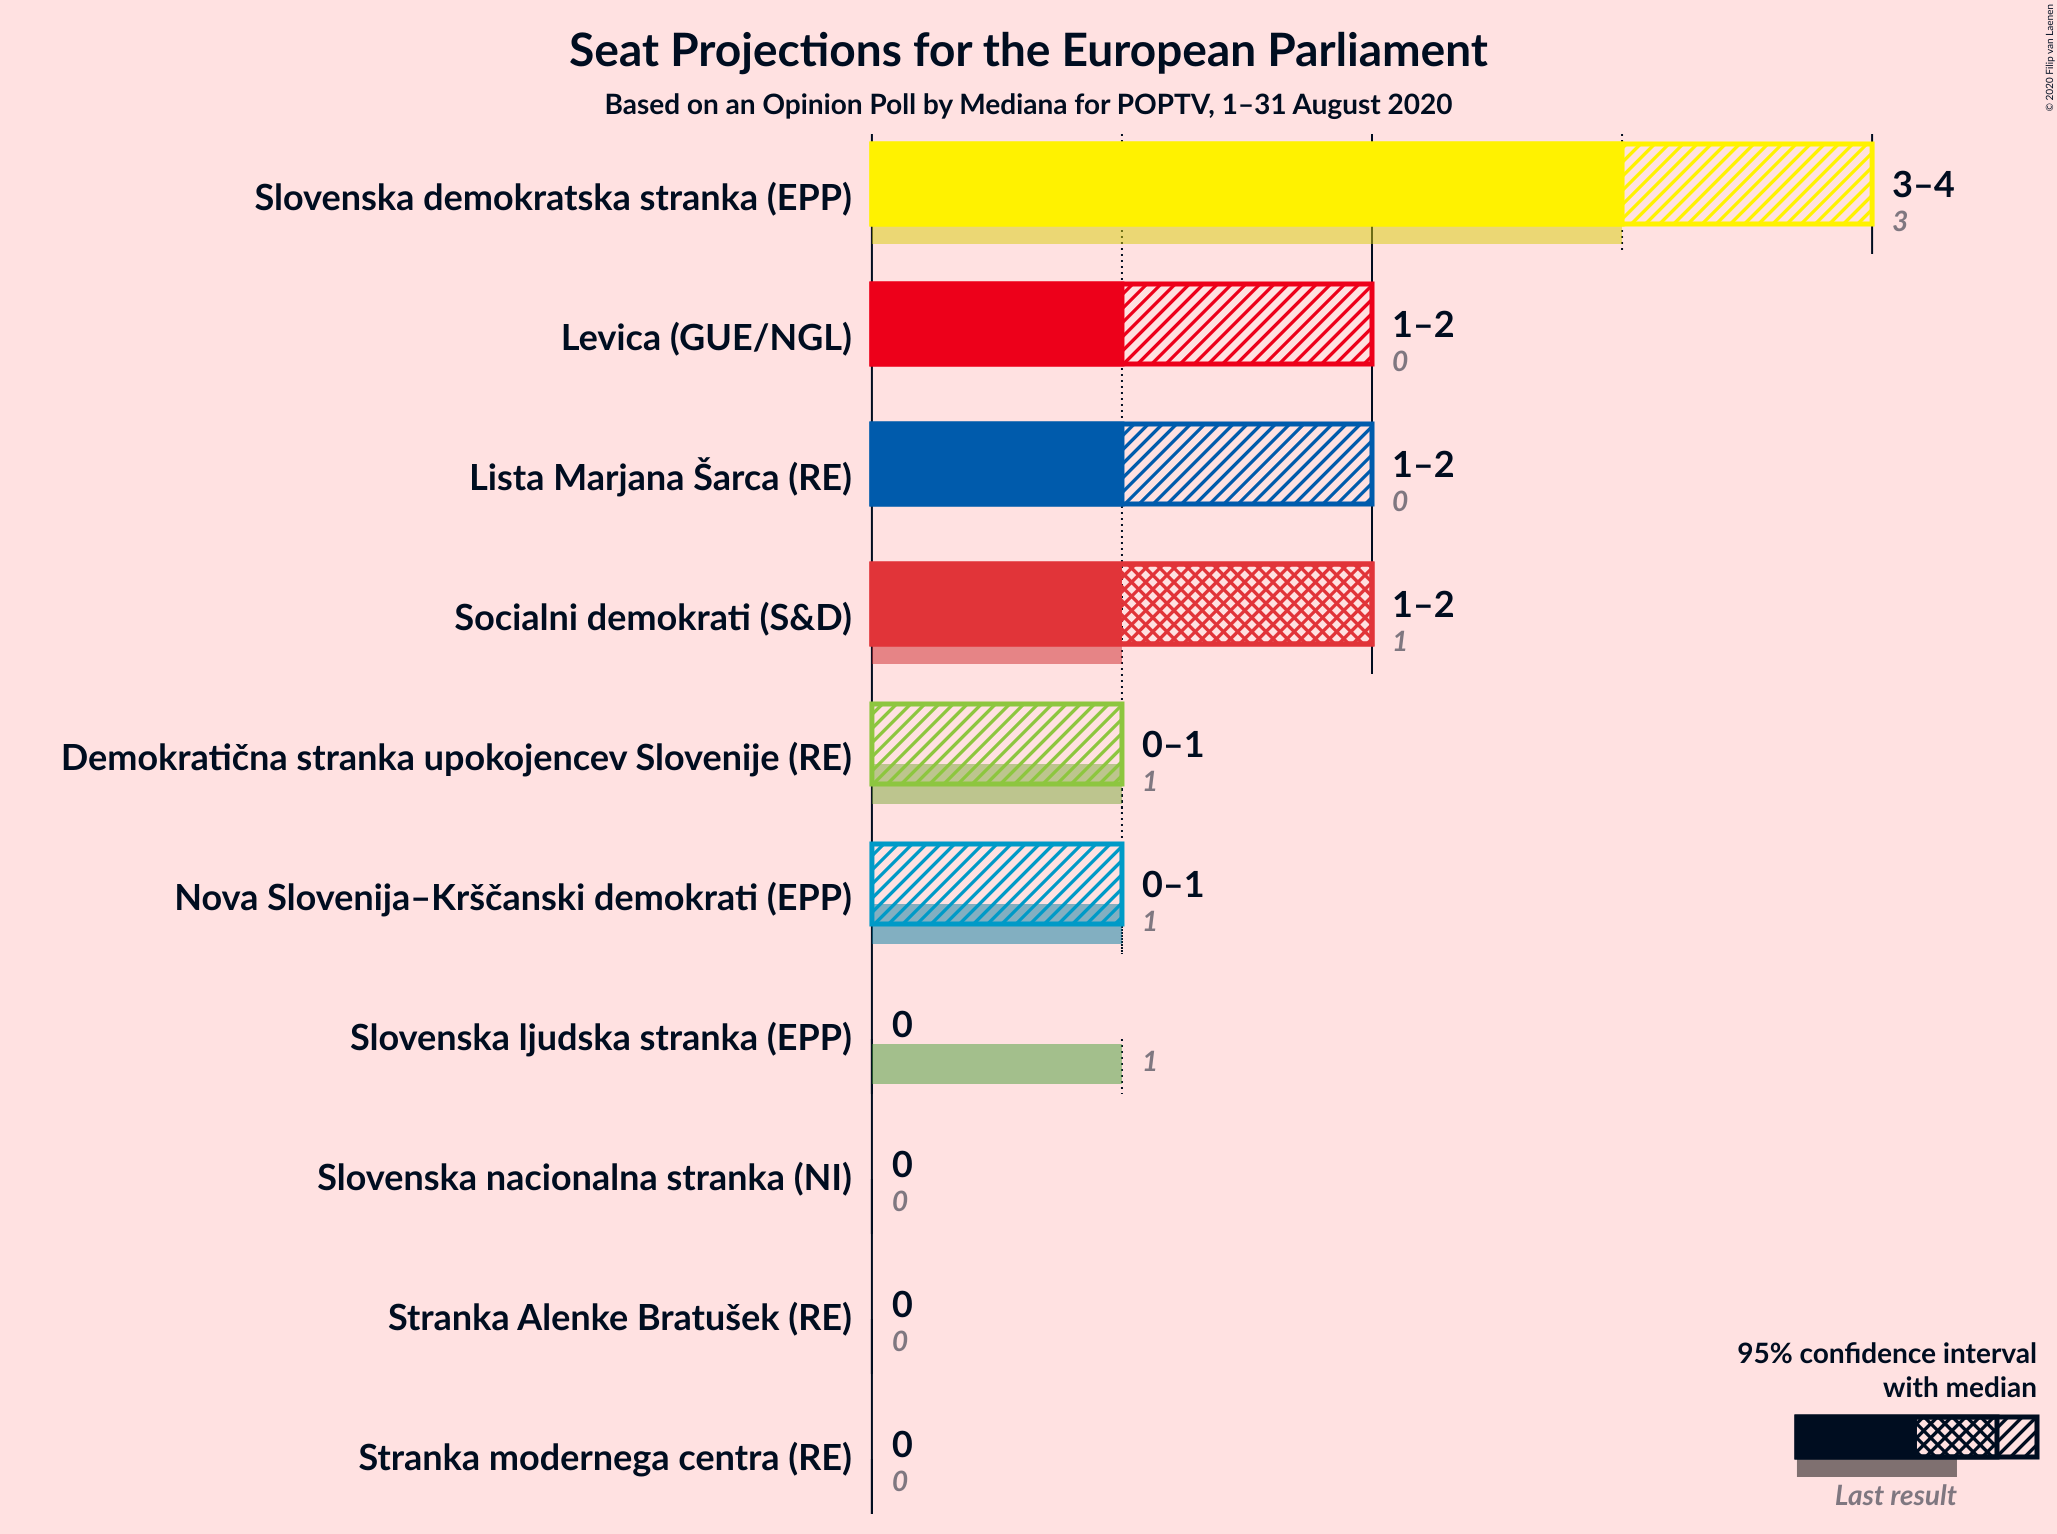 Seat Projections for the European Parliament
Based on an Opinion Poll by Mediana for POPTV, 1–31 August 2020
© 2020 Filip van Laenen
Slovenska demokratska stranka (EPP)
3–4
3
Levica (GUE/NGL)
1–2
0
Lista Marjana Šarca (RE)
1–2
0
Socialni demokrati (S&D)
1–2
1
Demokratična stranka upokojencev Slovenije (RE)
0–1
1
Nova Slovenija–Krščanski demokrati (EPP)
0–1
1
Slovenska ljudska stranka (EPP)
0
1
Slovenska nacionalna stranka (NI)
0
0
Stranka Alenke Bratušek (RE)
0
0
Stranka modernega centra (RE)
0
0
95% confidence interval
with median
Last result